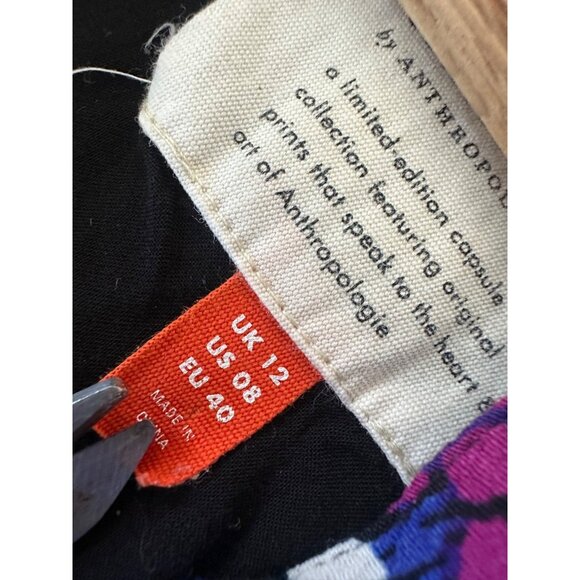 by ANTHROPOL
a limited-edition capsule
collection featuring original
prints that speak to the heart &
art of Anthropologie
UK 12
US 08
EU 40
MADE IN
CHINA